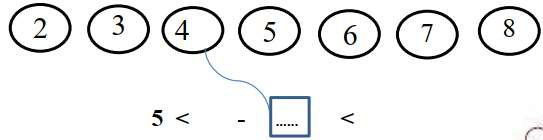 2 3 4 5 6 7 8
5 < - ...... <